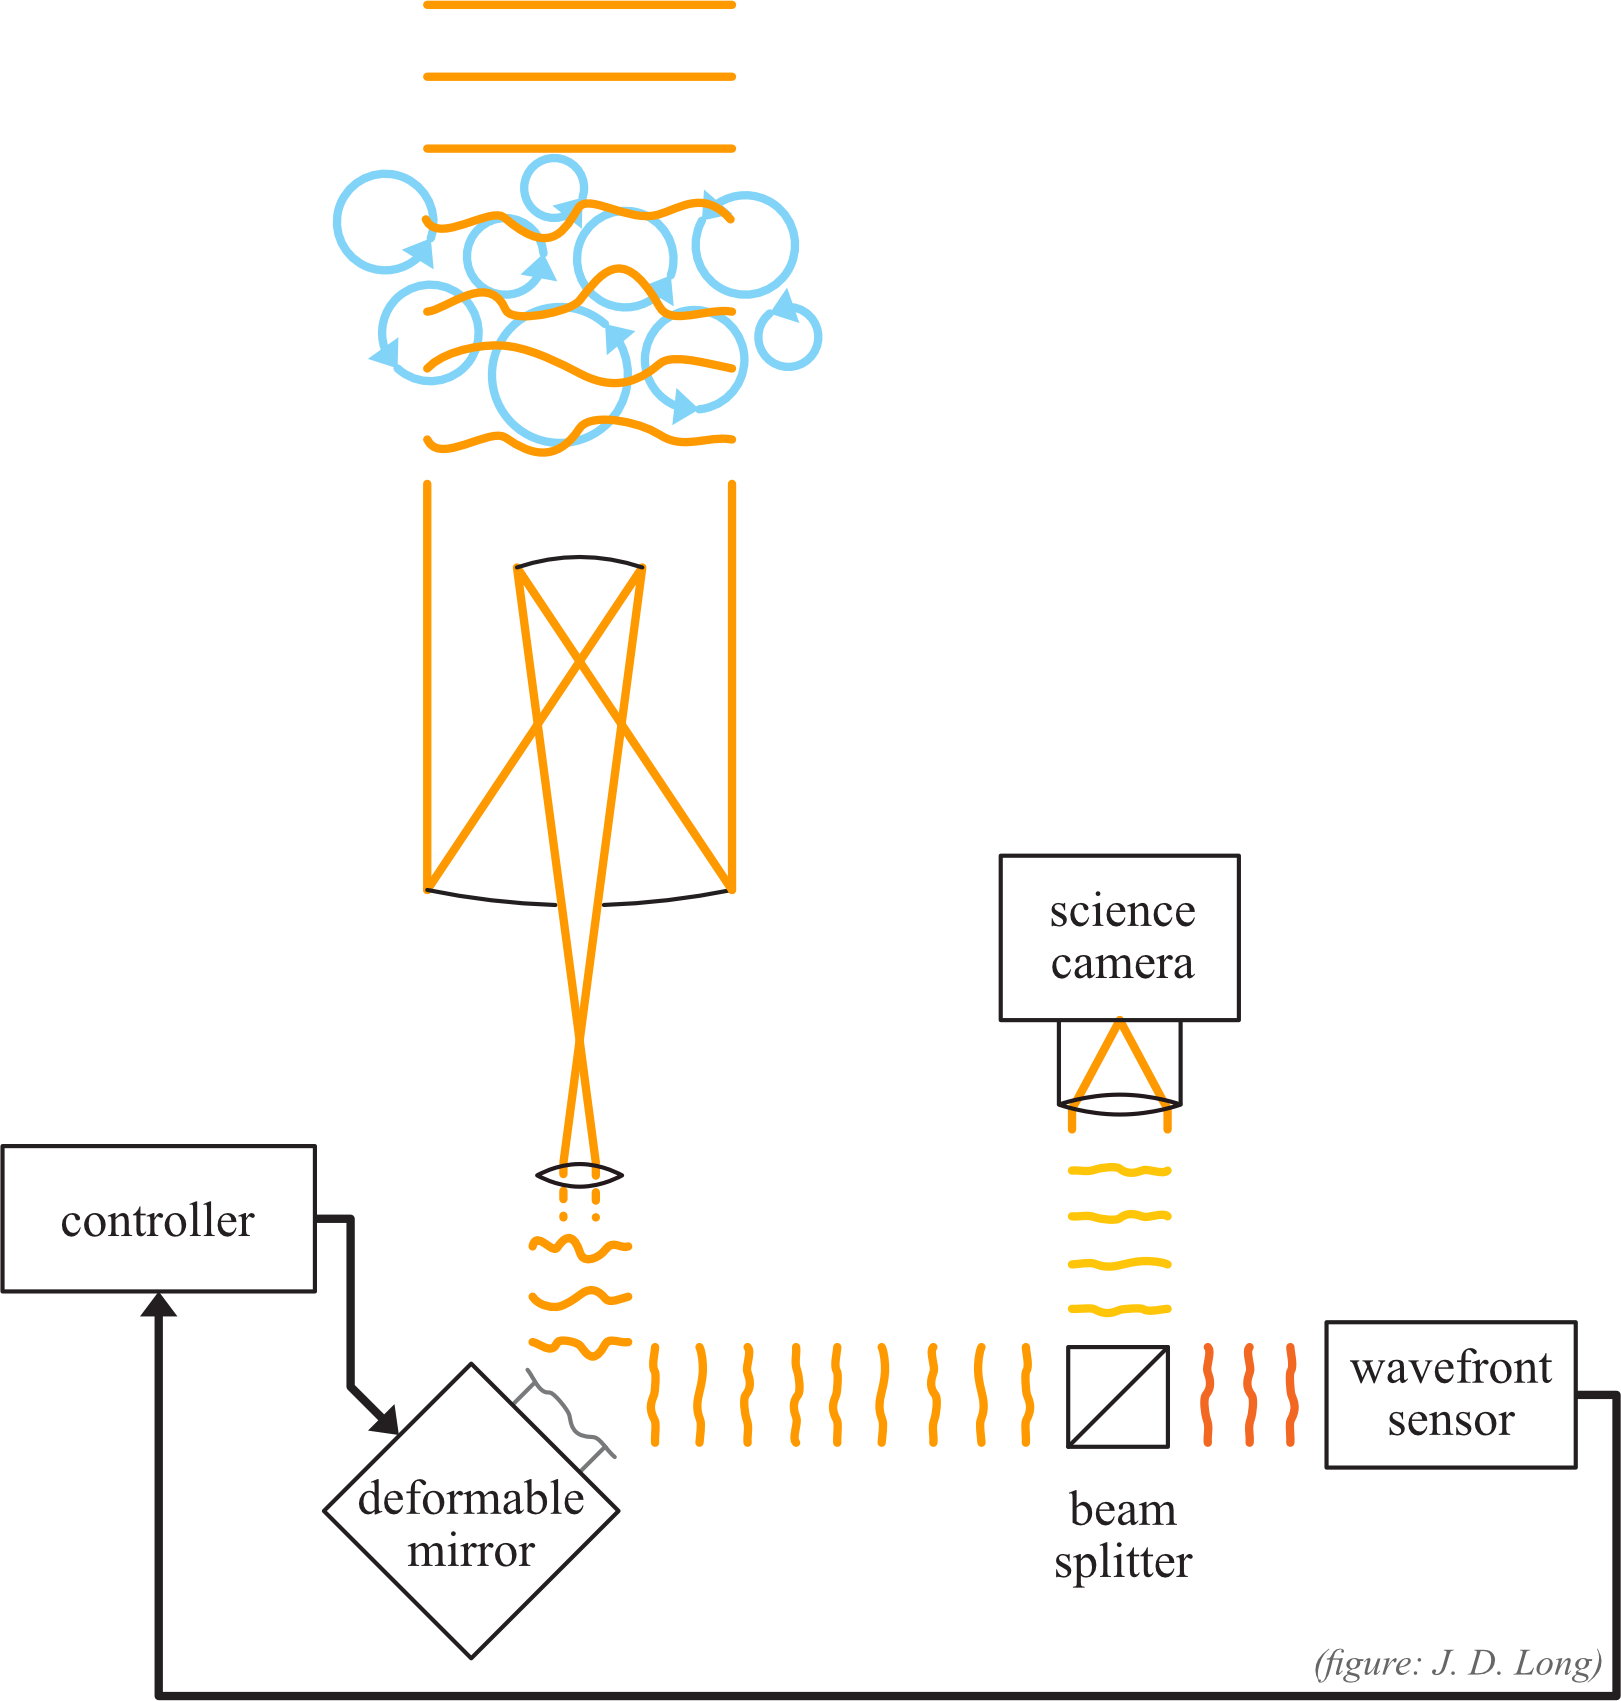 science
camera
controller
wavefront
sensor
deformable
mirror
beam
splitter
(figure: J. D. Long)